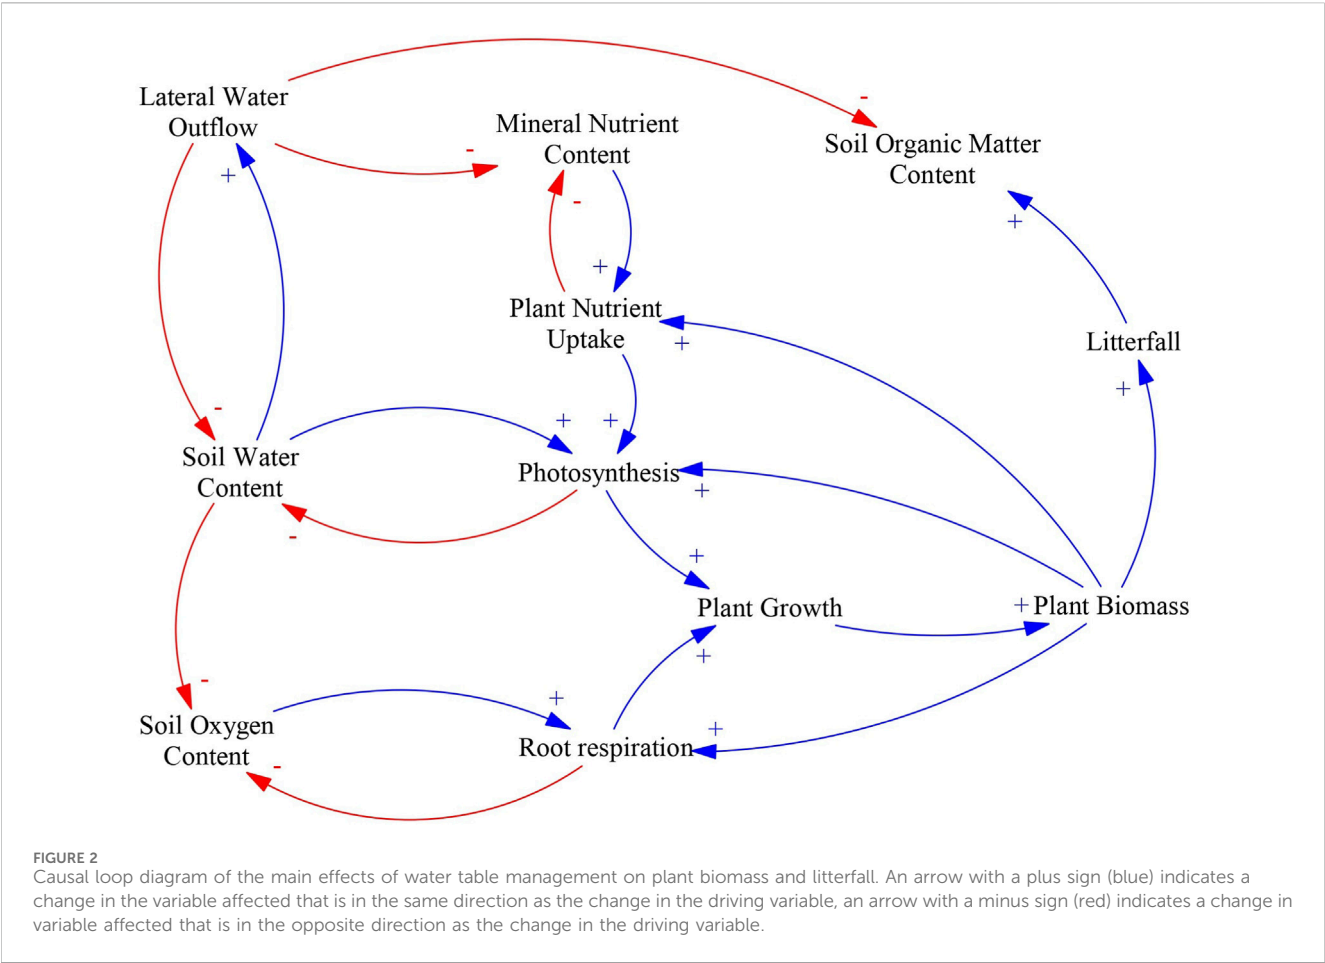 Lateral Water
Outflow
Mineral Nutrient
Content
-
Soil Organic Matter
Content
-
+
-
-
+
+
Plant Nutrient
Uptake
+
Litterfall
+
-
+
+
Soil Water
Content
Photosynthesis
+
-
+
Plant Growth
+
Plant Biomass
+
-
+
+
Soil Oxygen
Content
Root respiration
-
FIGURE 2
Causal loop diagram of the main effects of water table management on plant biomass and litterfall. An arrow with a plus sign (blue) indicates a
change in the variable affected that is in the same direction as the change in the driving variable, an arrow with a minus sign (red) indicates a change in
variable affected that is in the opposite direction as the change in the driving variable.